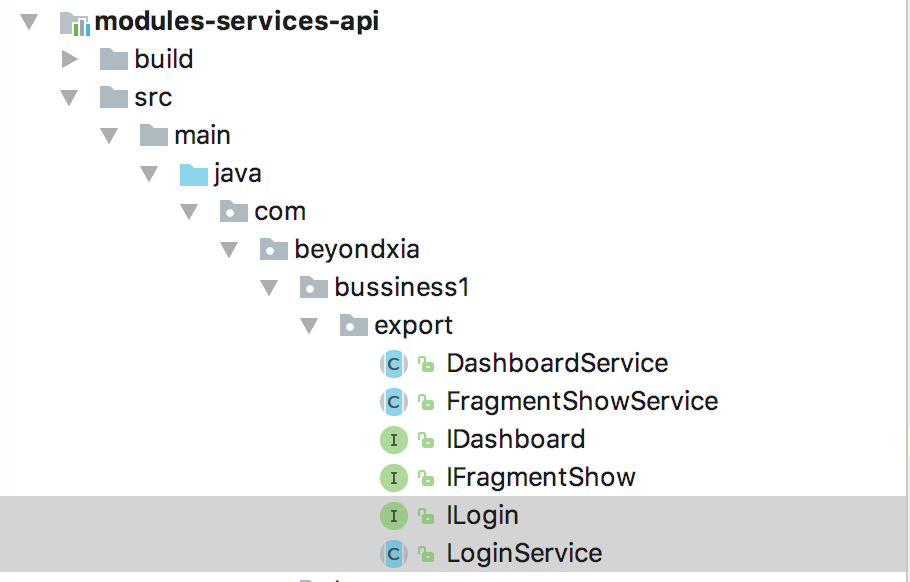 modules-services-api
build
src
main
java
com
beyondxia
bussiness1
export
C DashboardService
C FragmentShowService
I IDashboard
I IFragmentShow
I ILogin
C LoginService